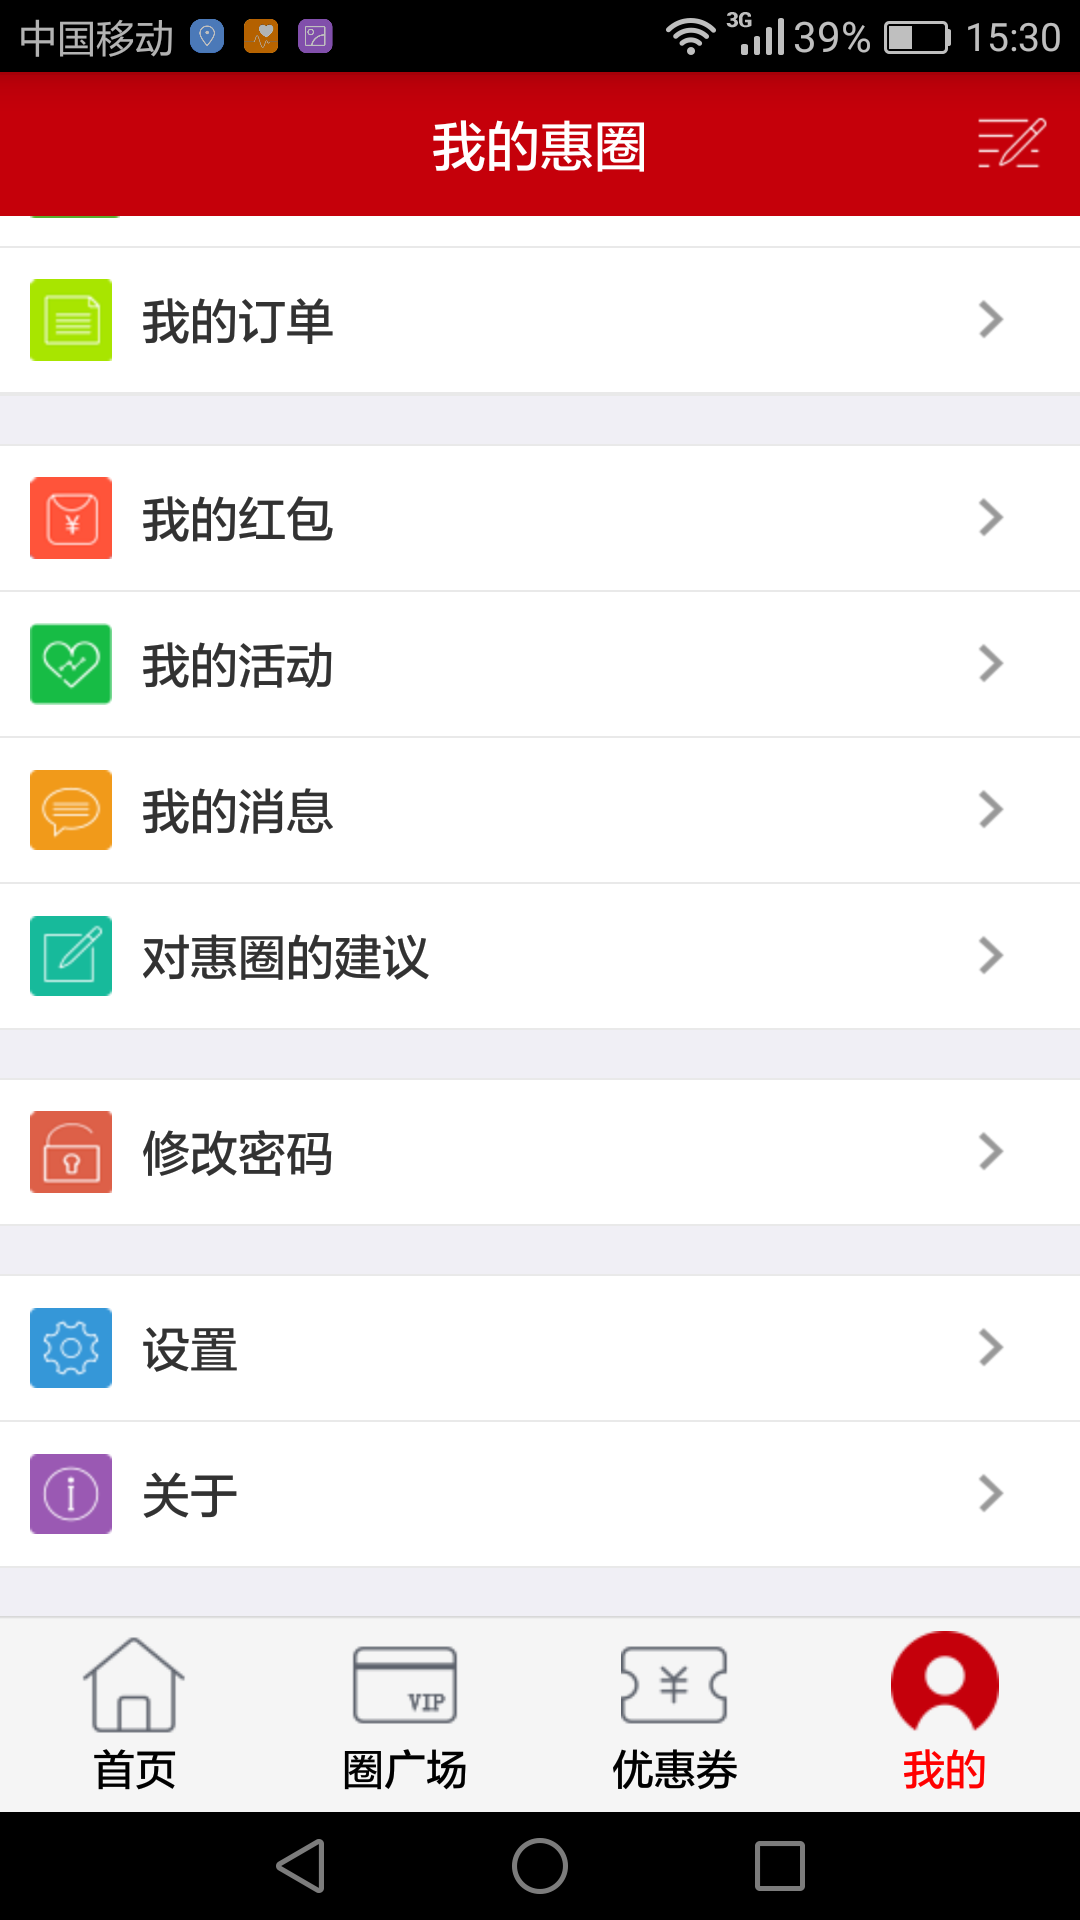 中国移动 3G 39% 15:30
我的惠圈
我的订单
¥ 我的红包
我的活动
我的消息
对惠圈的建议
修改密码
设置
i 关于
VIP ¥
首页 圈广场 优惠券 我的